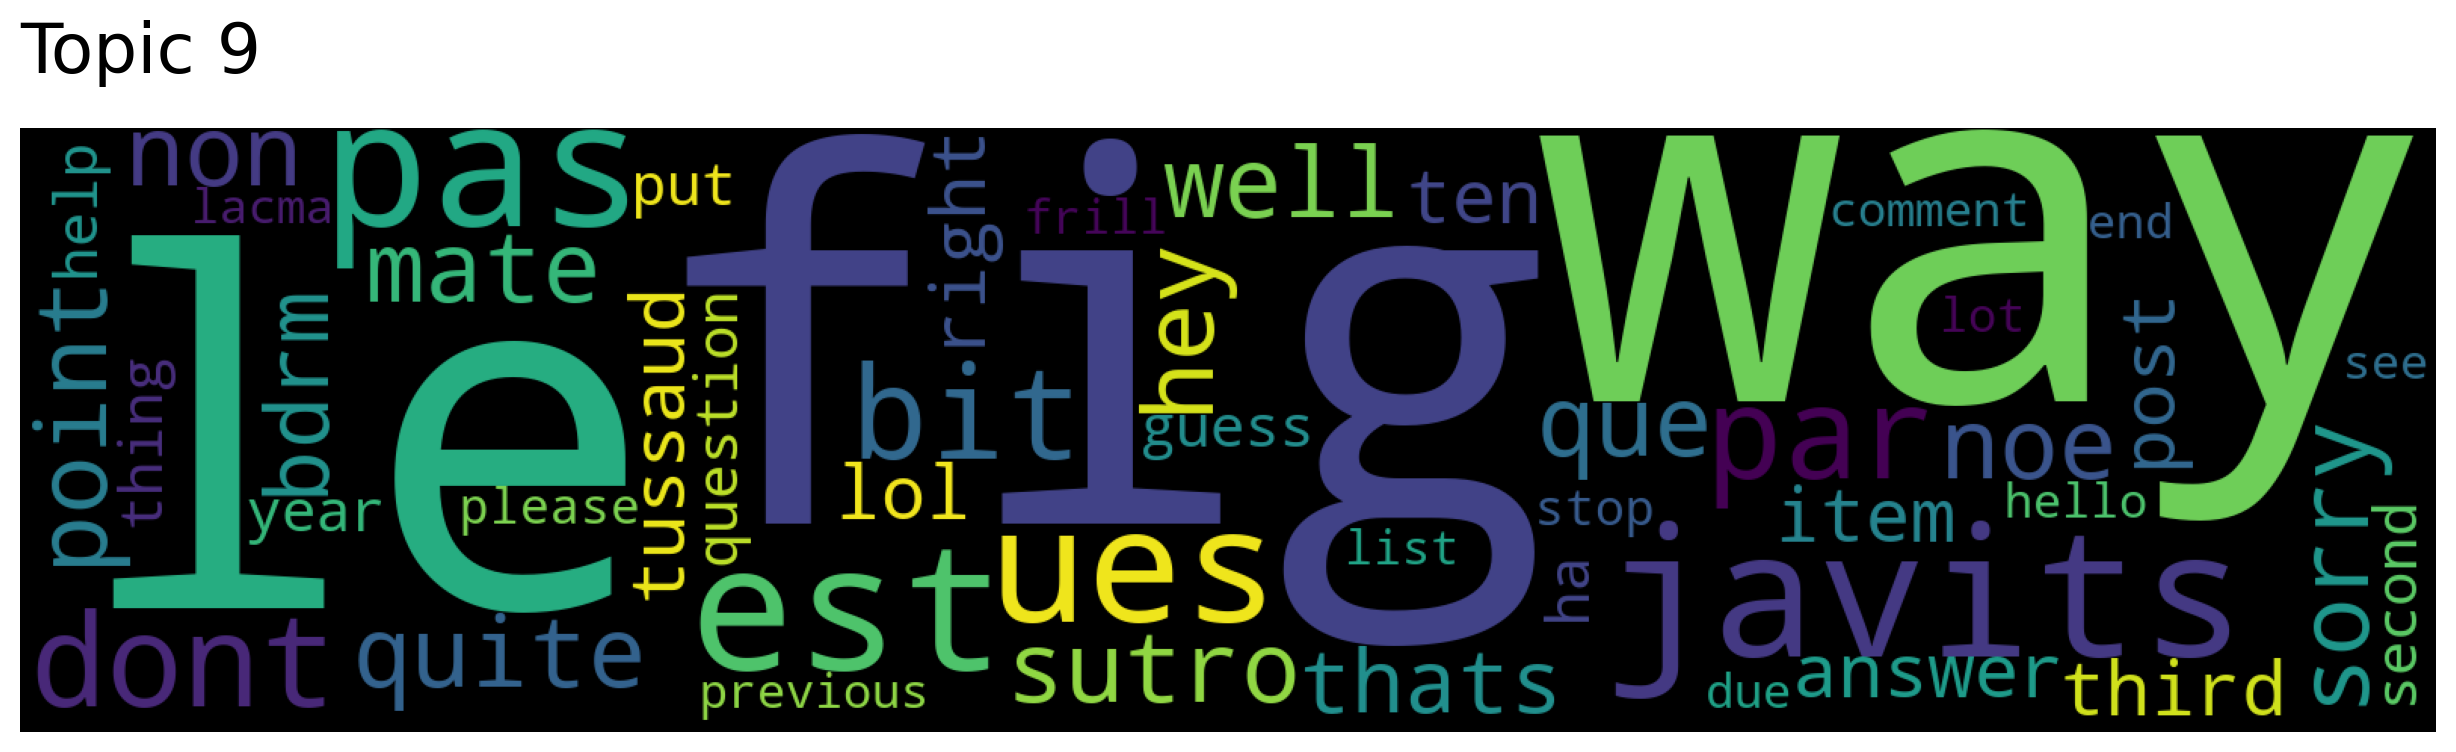 Topic 9
non
pas
put
help
lacma
mate
right
frill
well
ten
way
comment
end
le
fig
hey
lot
post
see
point
thing
bdrm
tussaud
question
bit
guess
que
par
noe
year
please
lol
stop
item
hello
sorry
second
est
ues
list
ha
javits
dont
quite
previous
sutro
thats
due
answer
third